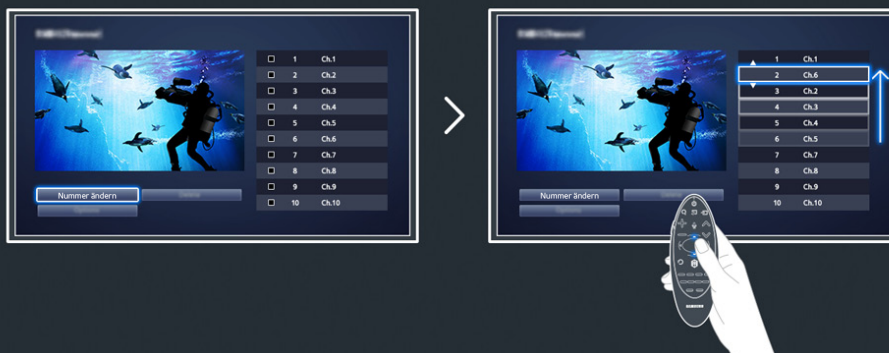 1 Ch.1
2 Ch.2
3 Ch.3
4 Ch.4
5 Ch.5
6 Ch.6
7 Ch.7
8 Ch.8
9 Ch.9
10 Ch.10
Nummer ändern
1 Ch.1
2 Ch.6
3 Ch.2
4 Ch.3
5 Ch.4
6 Ch.5
7 Ch.7
8 Ch.8
9 Ch.9
10 Ch.10
Nummer ändern